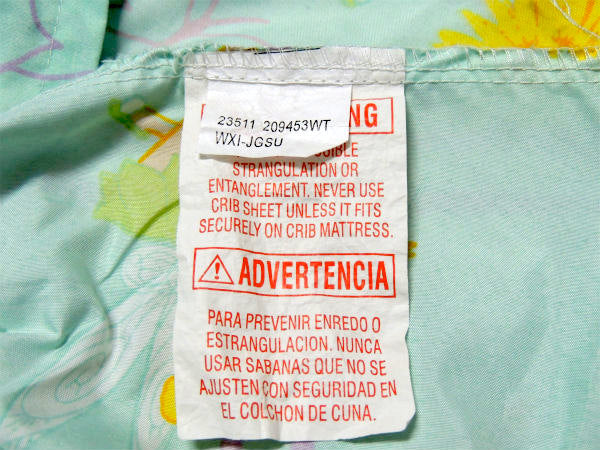 23511 209453WT
WXI-JGSU
NG
STRANGULATION OR
ENTANGLEMENT. NEVER USE
CRIB SHEET UNLESS IT FITS
SECURELY ON CRIB MATTRESS.
ADVERTENCIA
PARA PREVENIR ENREDO O
ESTRANGULACION. NUNCA
USAR SABANAS QUE NO SE
AJUSTEN CON SEGURIDAD EN
EL COLCHON DE CUNA.